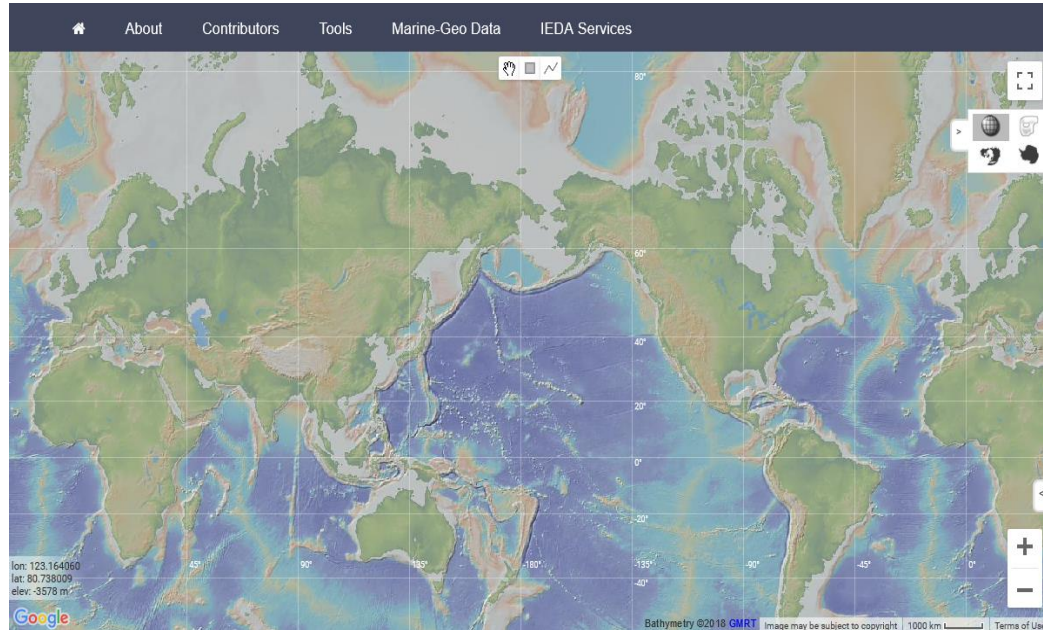 About Contributors Tools Marine-Geo Data IEDA Services
80°
60°
40°
20°
0°
-20°
45° 90° 135° -180° -135° -90° -45° 0°
-40°
lon: 123.164060
lat: 80.738009
elev: -3578 m
Google
Bathymetry ©2018 GMRT Image may be subject to copyright 1000 km Terms of Use